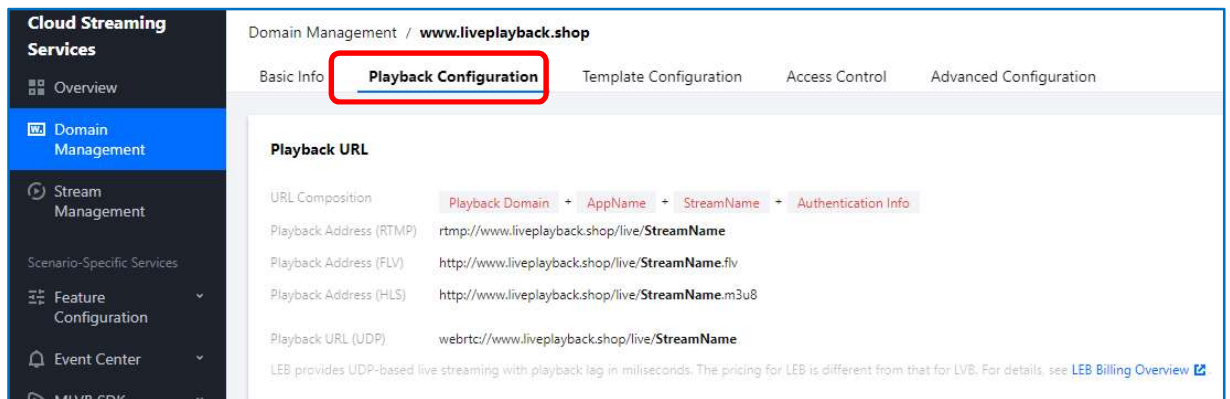 Cloud Streaming
Services
Overview
Domain
Management
Stream
Management
Scenario-Specific Services
Feature
Configuration
Event Center
MLVB SDK
Domain Management / www.liveplayback.shop
Basic Info Playback Configuration Template Configuration Access Control Advanced Configuration
Playback URL
URL Composition Playback Domain + AppName + StreamName + Authentication Info
Playback Address (RTMP) rtmp://www.liveplayback.shop/live/StreamName
Playback Address (FLV) http://www.liveplayback.shop/live/StreamName.flv
Playback Address (HLS) http://www.liveplayback.shop/live/StreamName.m3u8
Playback URL (UDP) webrtc://www.liveplayback.shop/live/StreamName
LEB provides UDP-based live streaming with playback lag in miliseconds. The pricing for LEB is different from that for LVB. For details, see LEB Billing Overview .